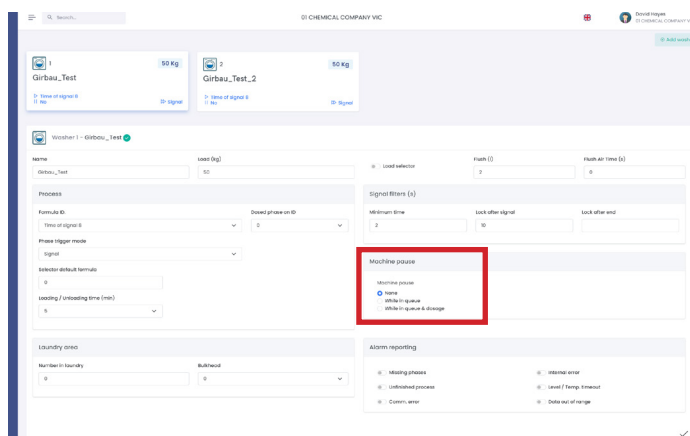 Search...
01 CHEMICAL COMPANY VIC
David Hayes
01 CHEMICAL COMPANY V
Add wash
1
50 Kg
Girbau_Test
Time of signal 8
No
Signal
2
50 Kg
Girbau_Test_2
Time of signal 8
No
Signal
Washer 1 - Girbau_Test
Name
Load (kg)
Load selector
Flush (l)
Flush Air Time (s)
Girbau_Test
50
2
0
Process
Signal filters (s)
Formula ID:
Dosed phase on ID
Minimum time
Lock after signal
Lock after end
Time of signal 8
0
2
10
Phase trigger mode
Signal
Machine pause
Selector default formula
Machine pause
0
None
Loading / Unloading time (min)
While in queue
5
While in queue & dosage
Laundry area
Alarm reporting
Number in laundry
Bulkhead
0
0
Missing phases
Internal error
Unfinished process
Level / Temp. timeout
Comm. error
Data out of range